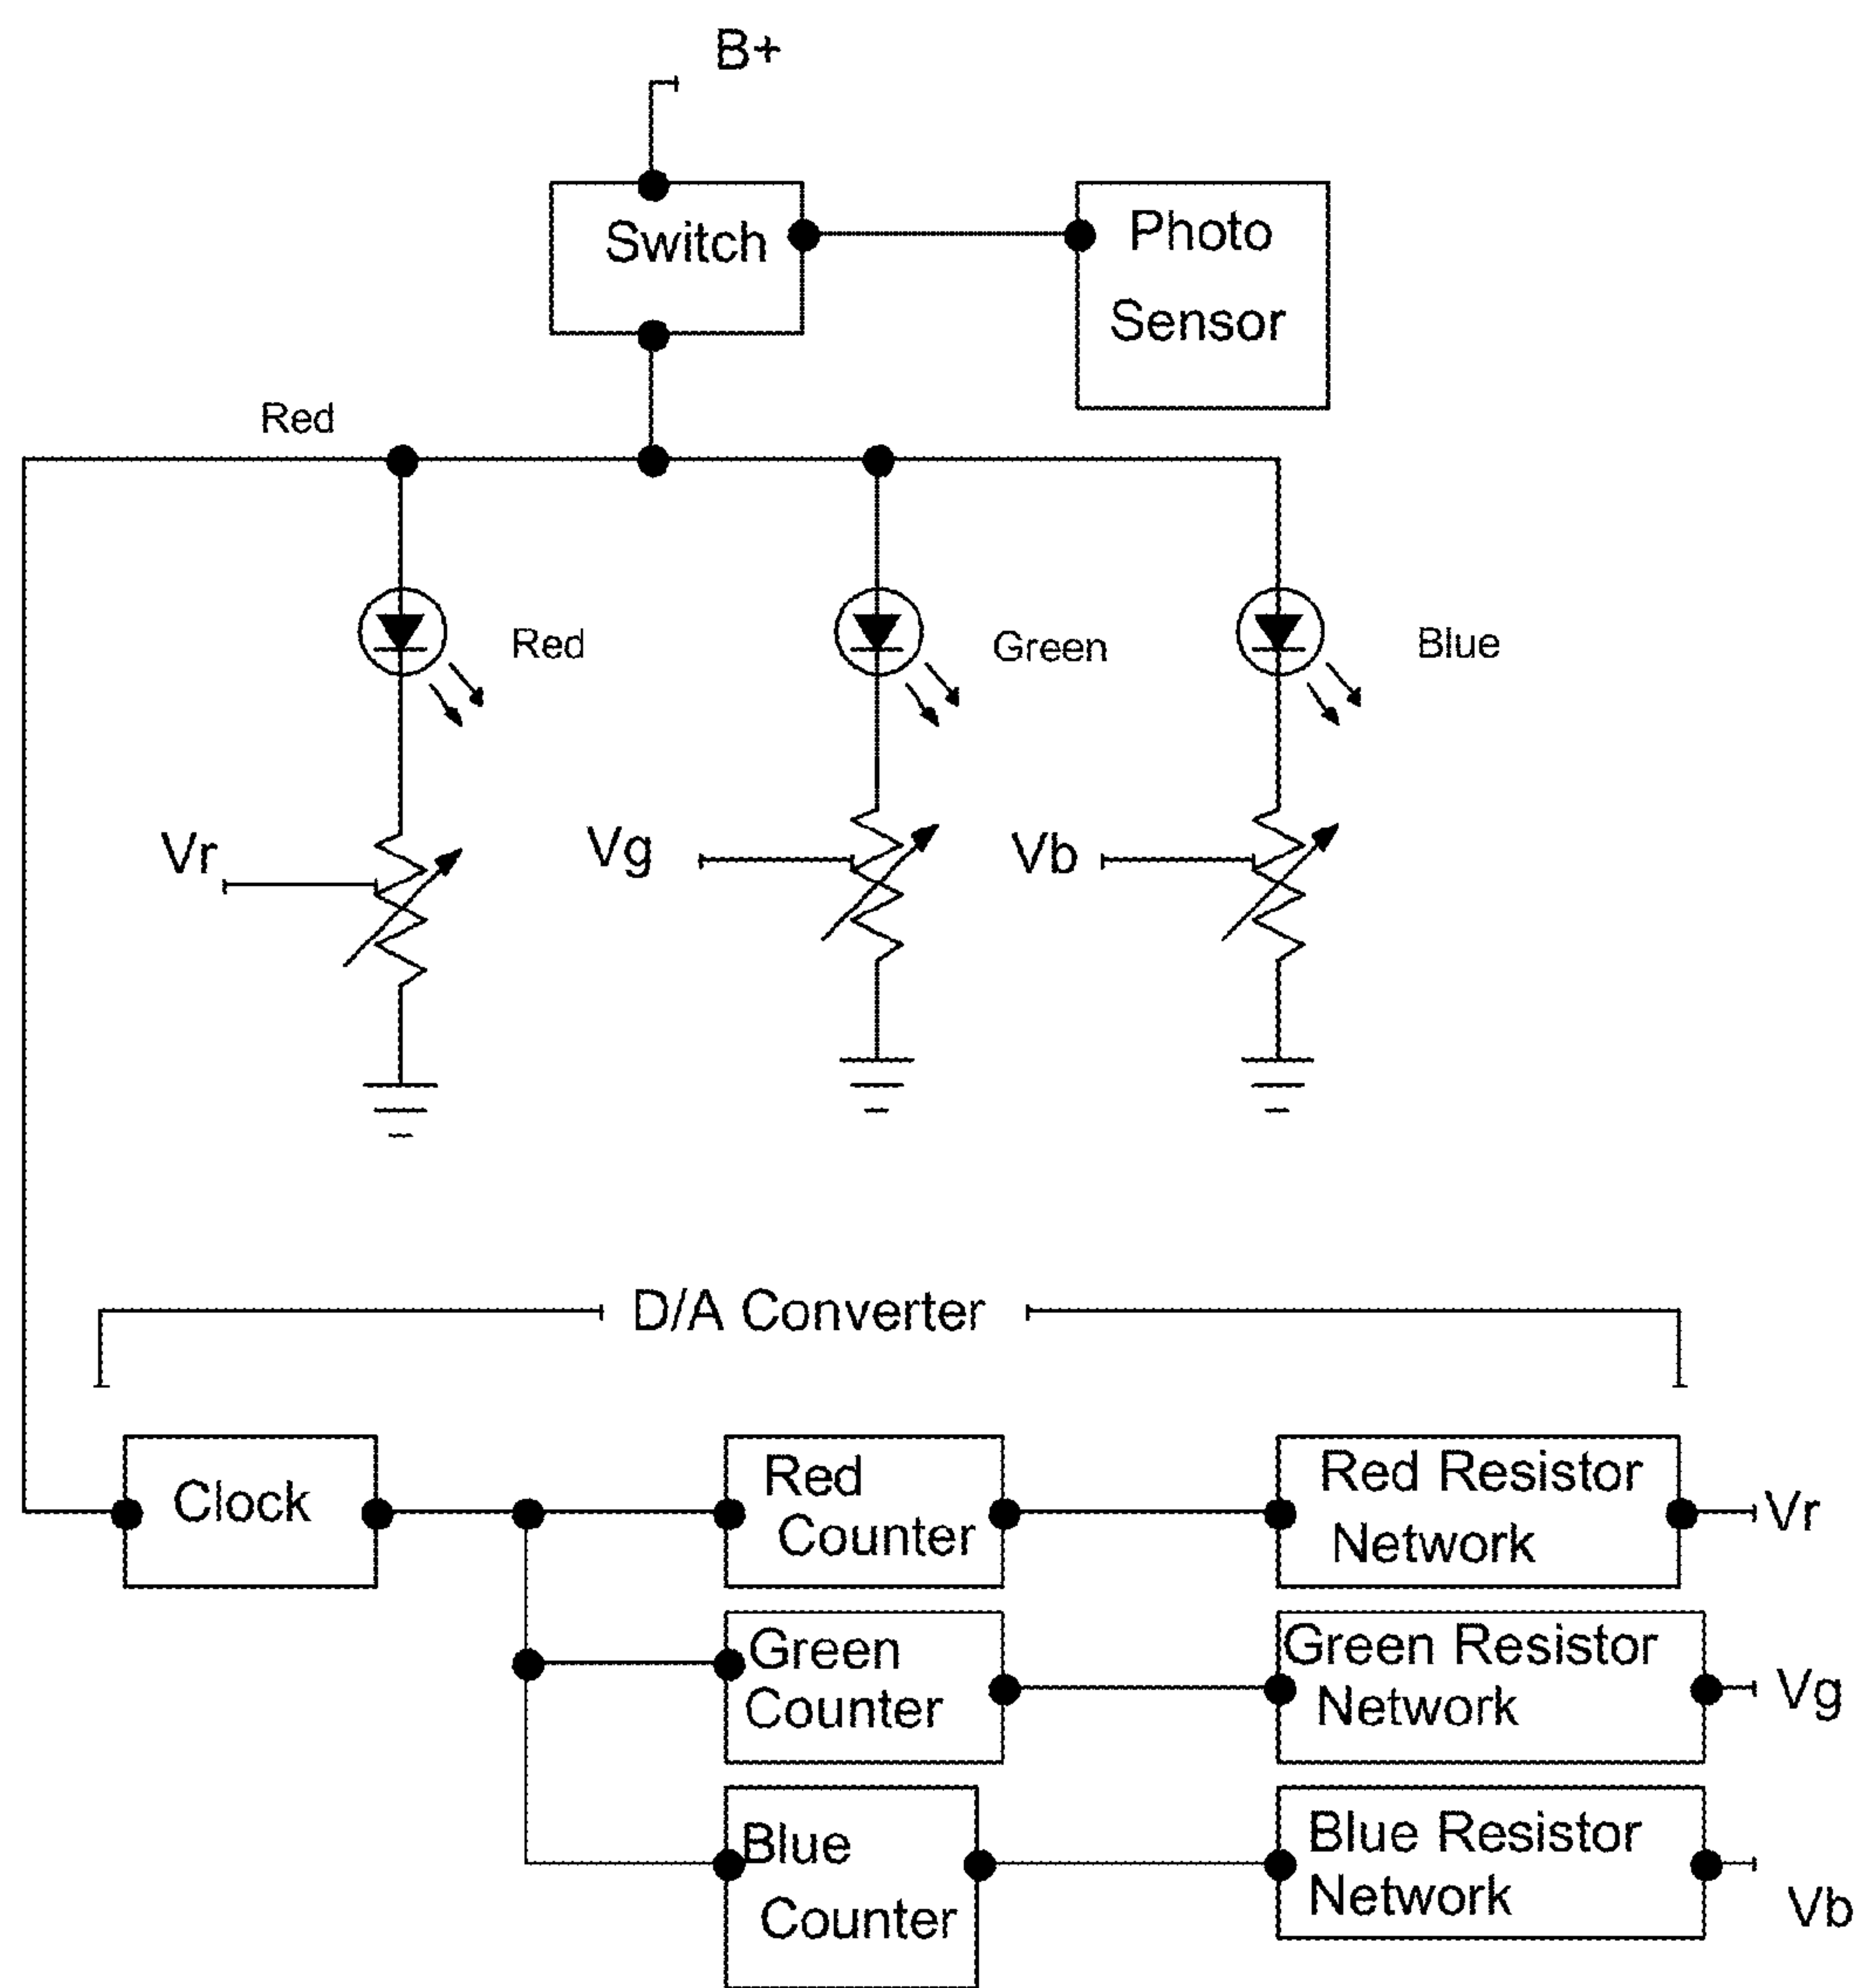 B+
Switch
Photo
Sensor
Red
Red
Green
Blue
Vr
Vg
Vb
D/A Converter
Clock
Red
Counter
Red Resistor
Network
Vr
Green
Counter
Green Resistor
Network
Vg
Blue
Counter
Blue Resistor
Network
Vb